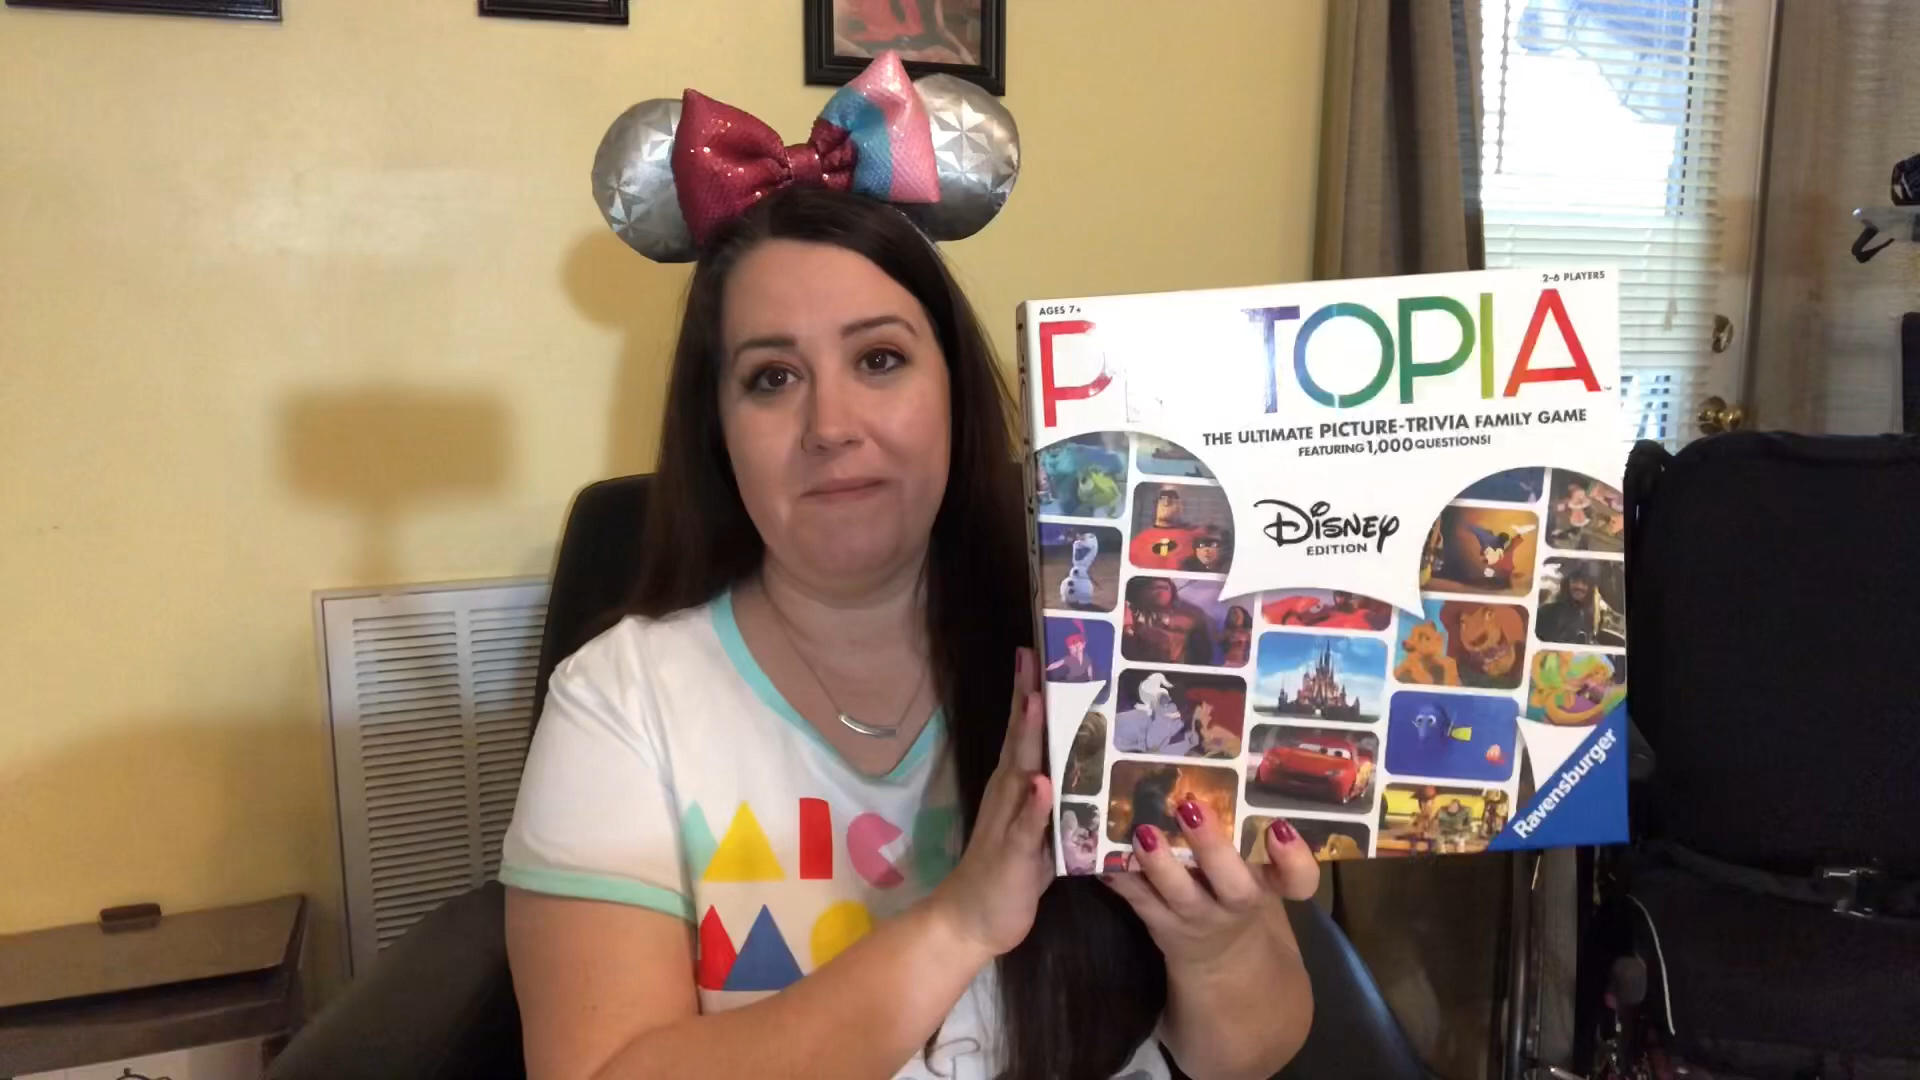 AGES 7+
2-6 PLAYERS
P TOPIA
THE ULTIMATE PICTURE-TRIVIA FAMILY GAME
FEATURING 1,000 QUESTIONS!
Disney
EDITION
Ravensburger